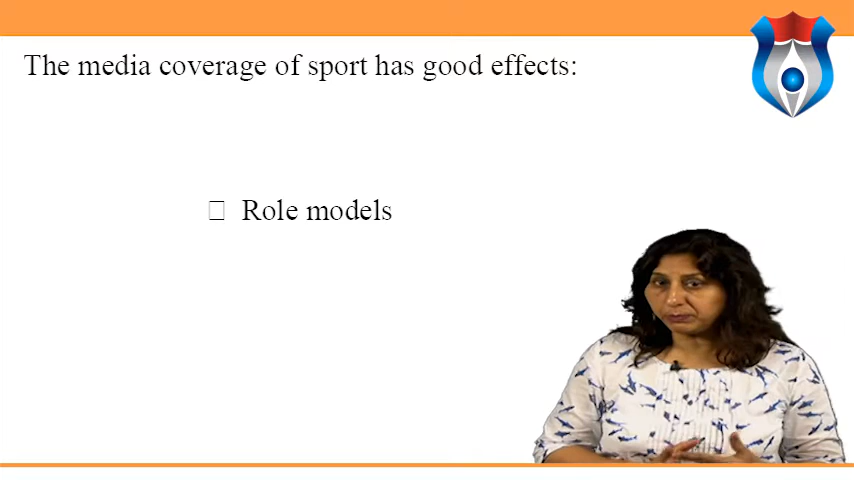 The media coverage of sport has good effects:
□ Role models